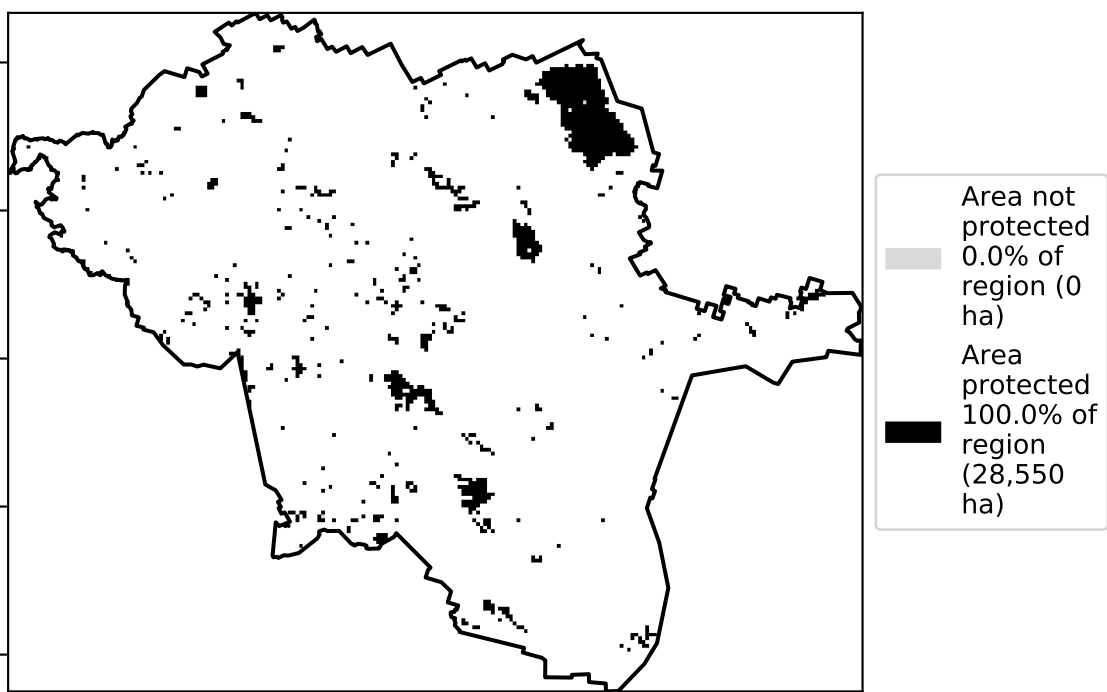 Area not
protected
0.0% of
region (0
ha)
Area
protected
100.0% of
region
(28,550
ha)